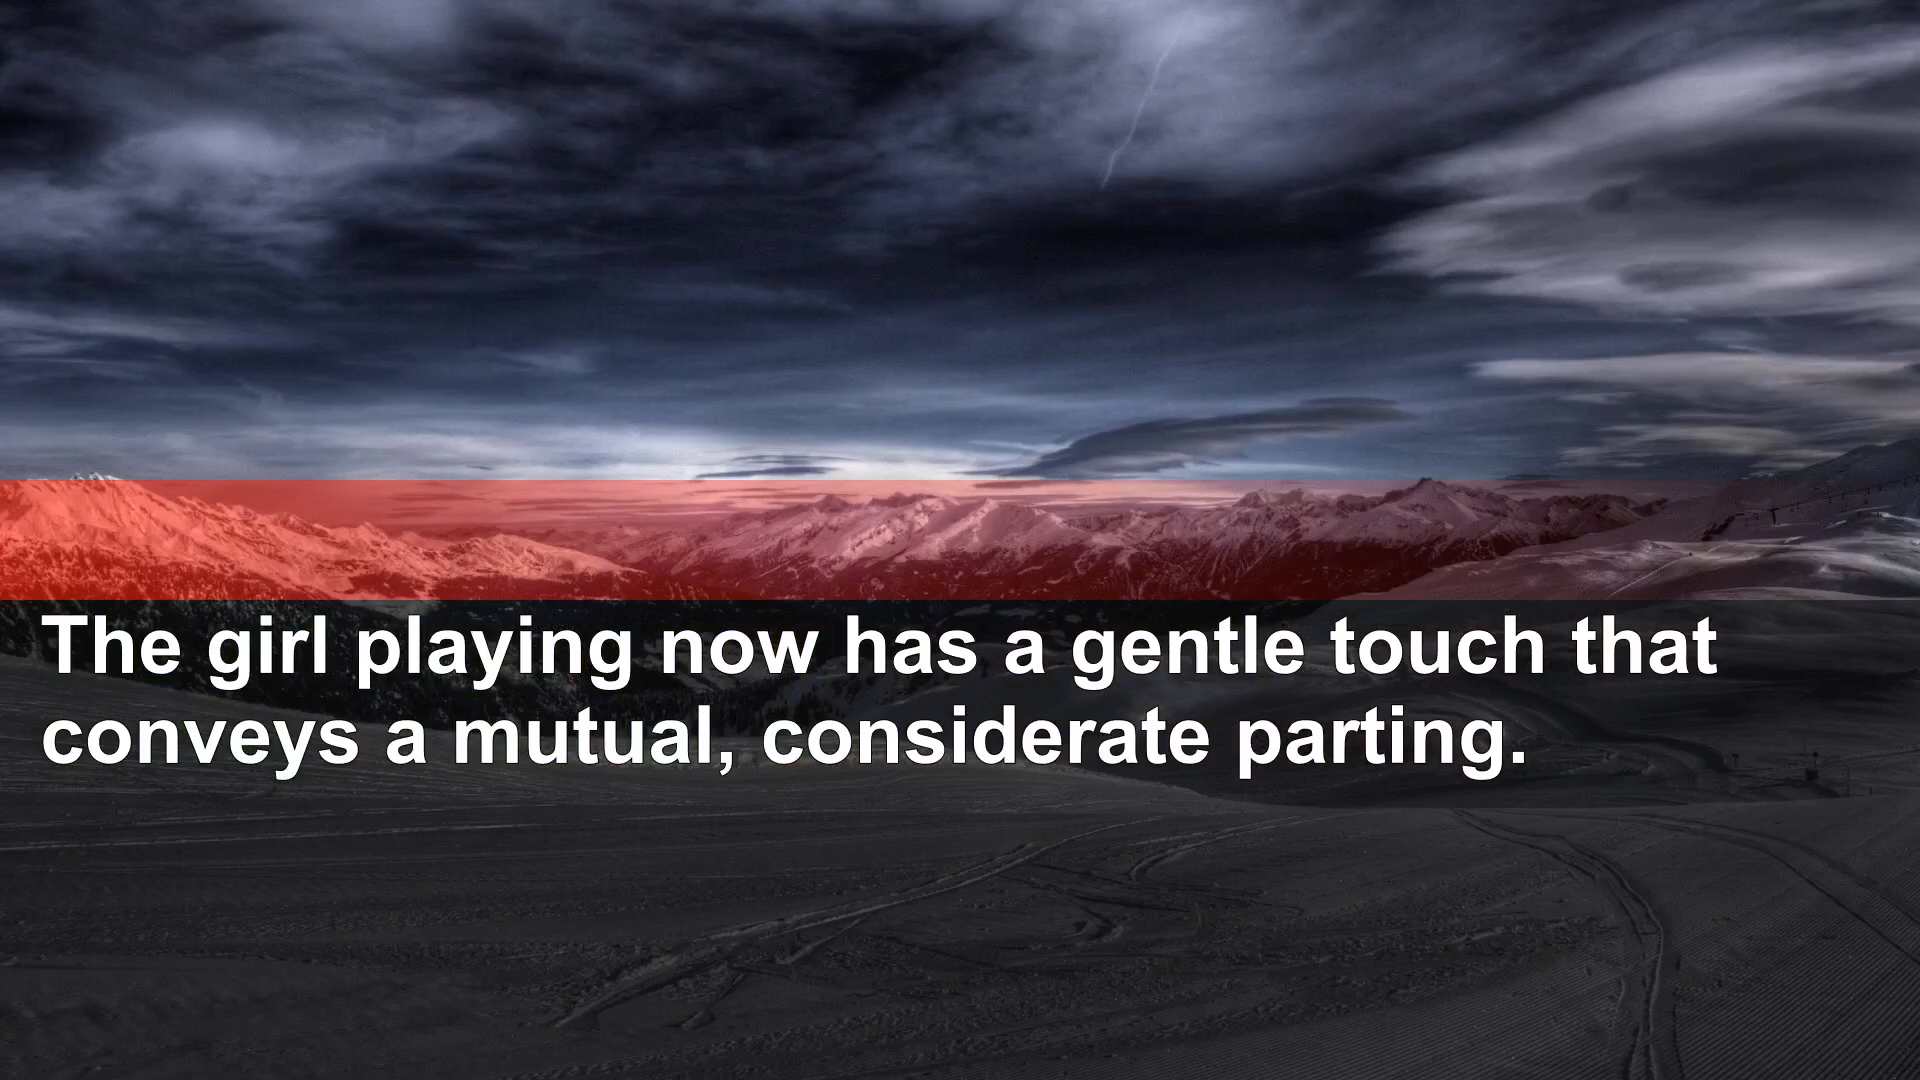 The girl playing now has a gentle touch that
conveys a mutual, considerate parting.